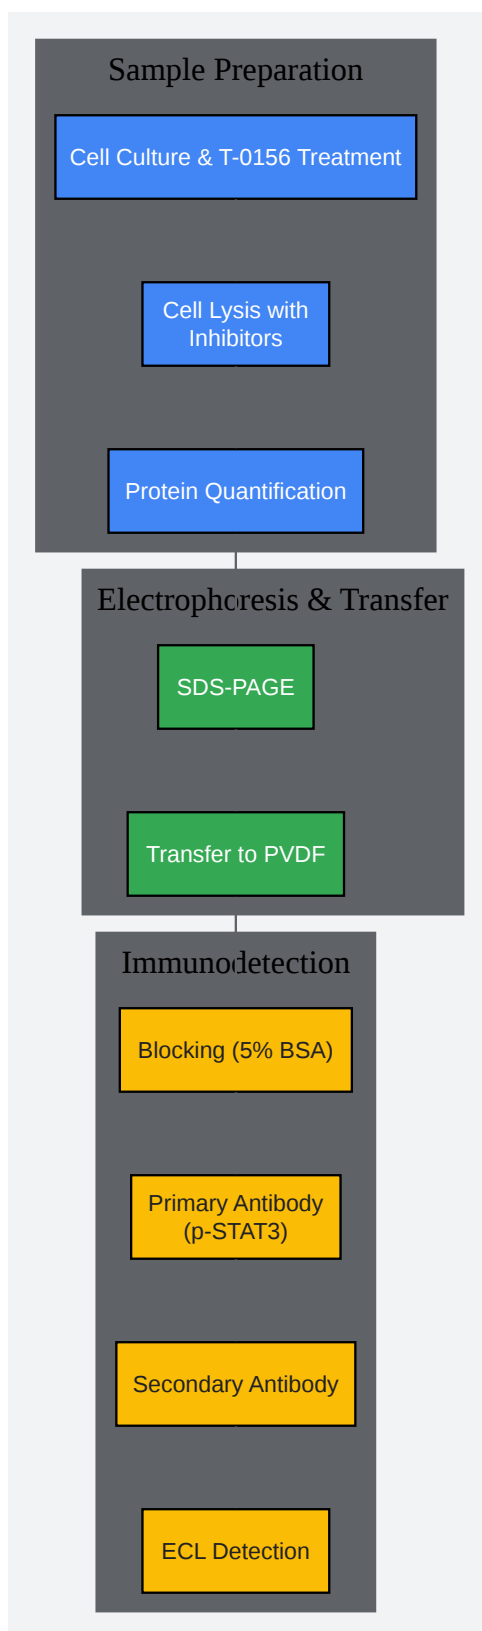 Sample Preparation
Cell Culture & T-0156 Treatment
Cell Lysis with
Inhibitors
Protein Quantification
Electrophoresis & Transfer
SDS-PAGE
Transfer to PVDF
Immunodetection
Blocking (5% BSA)
Primary Antibody
(p-STAT3)
Secondary Antibody
ECL Detection